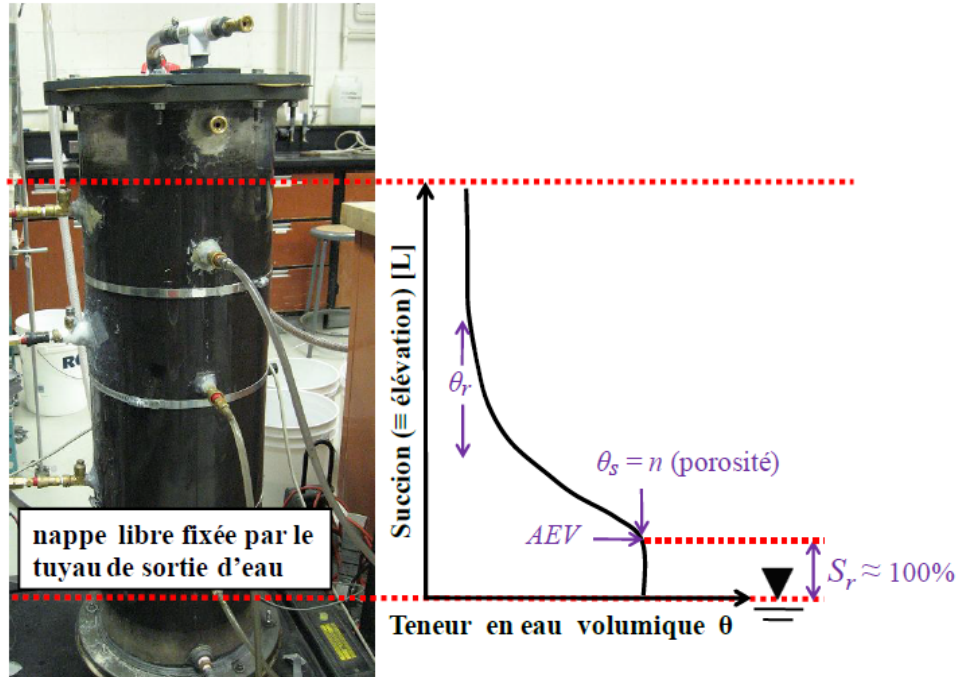 nappe libre fixée par le
tuyau de sortie d'eau
Succion (≡ élévation) [L]
θr
θs = n (porosité)
AEV
Sr ≈ 100%
Teneur en eau volumique θ